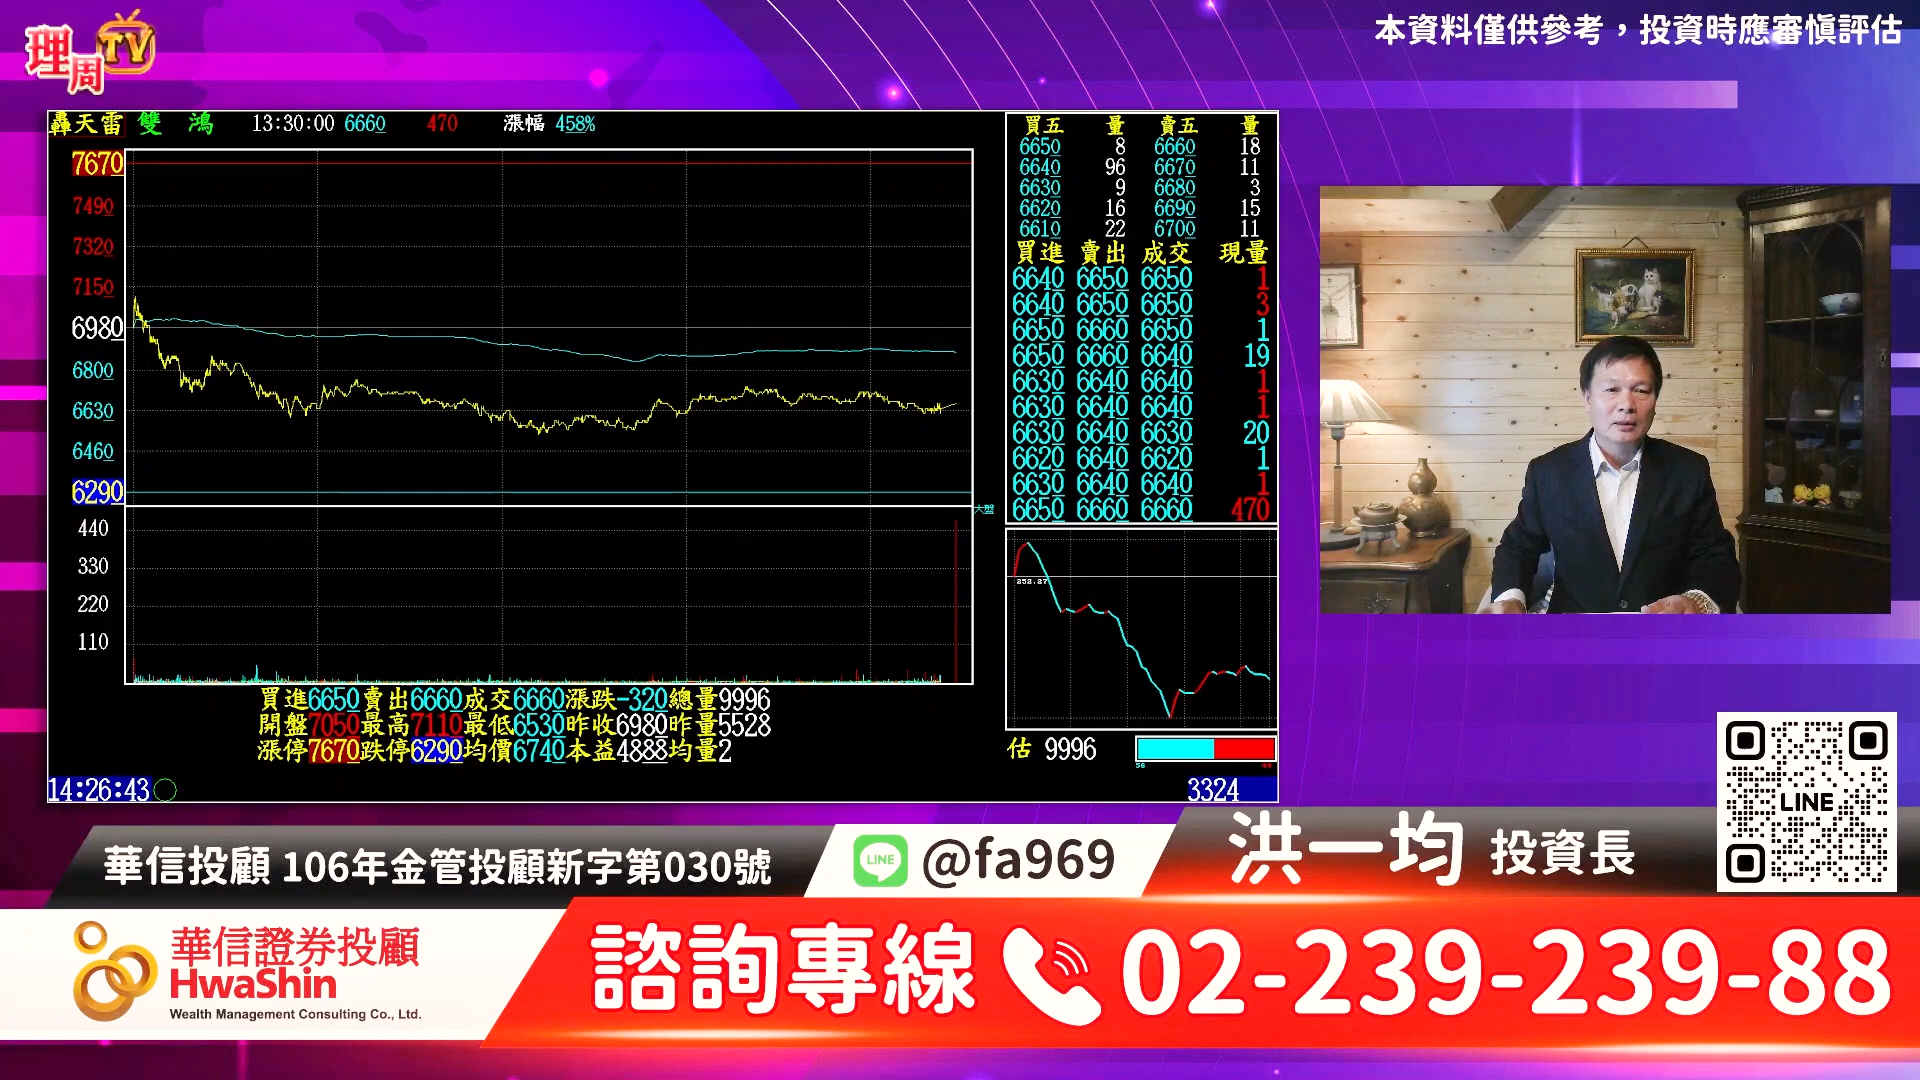 理周TV
本資料僅供參考，投資時應審慎評估
轟天雷 雙鴻 13:30:00 6660 470 漲幅 458%
7670
7490
7320
7150
6980
6800
6630
6460
6290
440
330
220
110
大盤
買五 量 賣五 量
6650 8 6660 18
6640 96 6670 11
6630 9 6680 3
6620 16 6690 15
6610 22 6700 11
買進 賣出 成交 現量
6640 6650 6650 1
6640 6650 6650 3
6650 6660 6650 1
6650 6660 6640 19
6630 6640 6640 1
6630 6640 6640 1
6630 6640 6630 20
6620 6640 6620 1
6630 6640 6640 1
6650 6660 6660 470
252.27
估 9996
56 44
3324
買進6650賣出6660成交6660漲跌-320總量9996
開盤7050最高7110最低6530昨收6980昨量5528
漲停7670跌停6290均價6740本益4888均量2
14:26:43
LINE
華信投顧 106年金管投顧新字第030號
LINE @fa969
洪一均 投資長
華信證券投顧
HwaShin
Wealth Management Consulting Co., Ltd.
諮詢專線 02-239-239-88